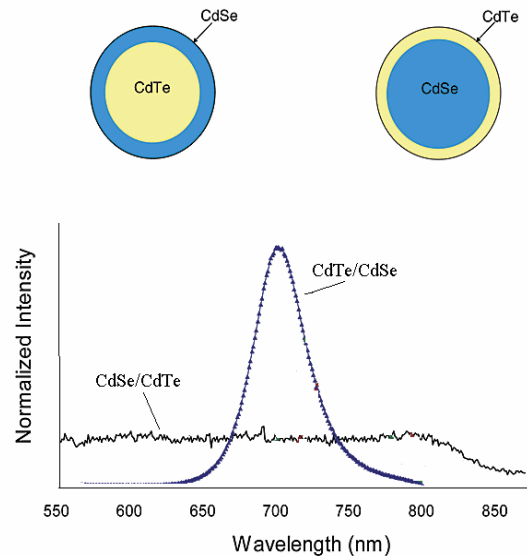 CdSe
CdTe
CdTe
CdSe
Normalized Intensity
CdTe/CdSe
CdSe/CdTe
550 600 650 700 750 800 850
Wavelength (nm)